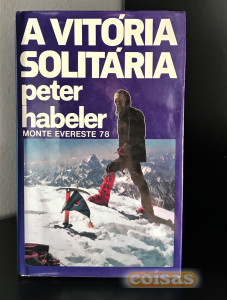 A VITÓRIA
SOLITÁRIA
peter
habeler
MONTE EVERESTE 78
coisas